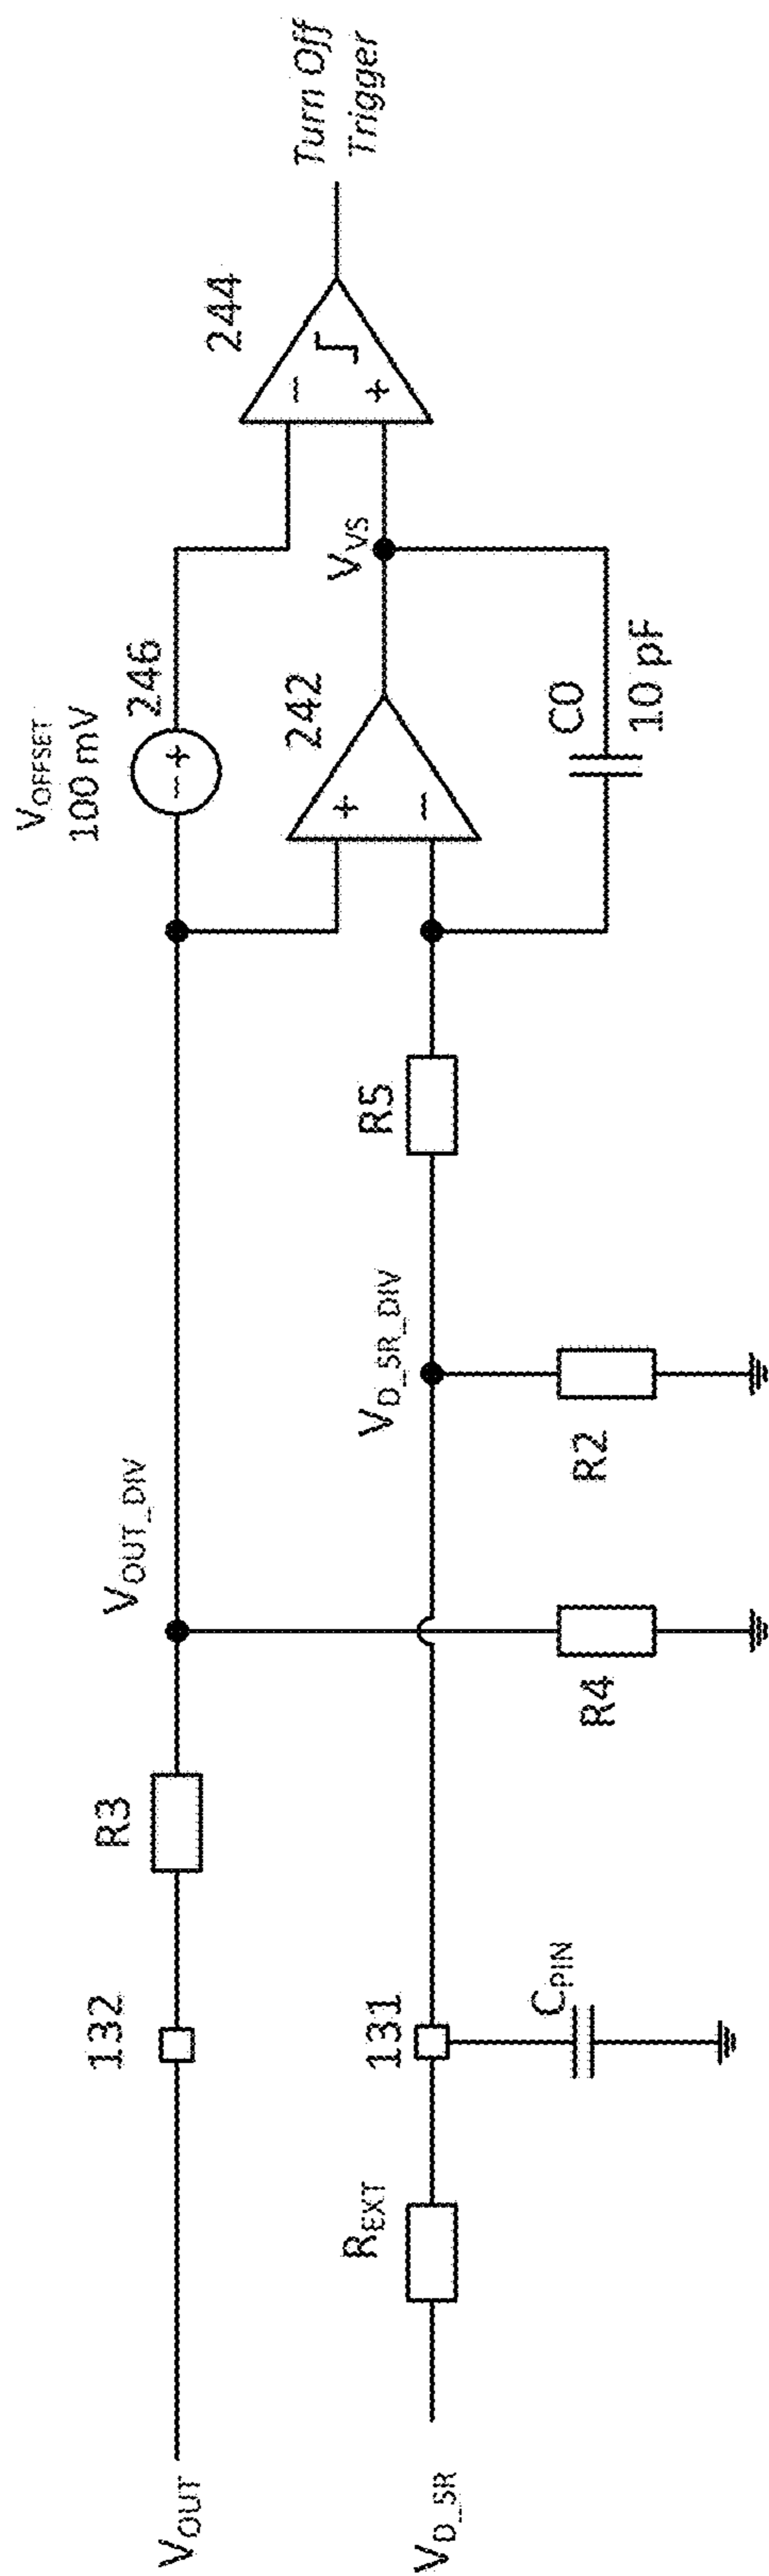 V_OUT
V_D_SR
R_EXT
132
131
C_PIN
R3
R4
V_OUT_DIV
V_D_SR_DIV
R2
R5
V_OFFSET
100 mV
246
242
+
−
− +
C0
10 pF
V_VS
244
−
+
Turn Off
Trigger